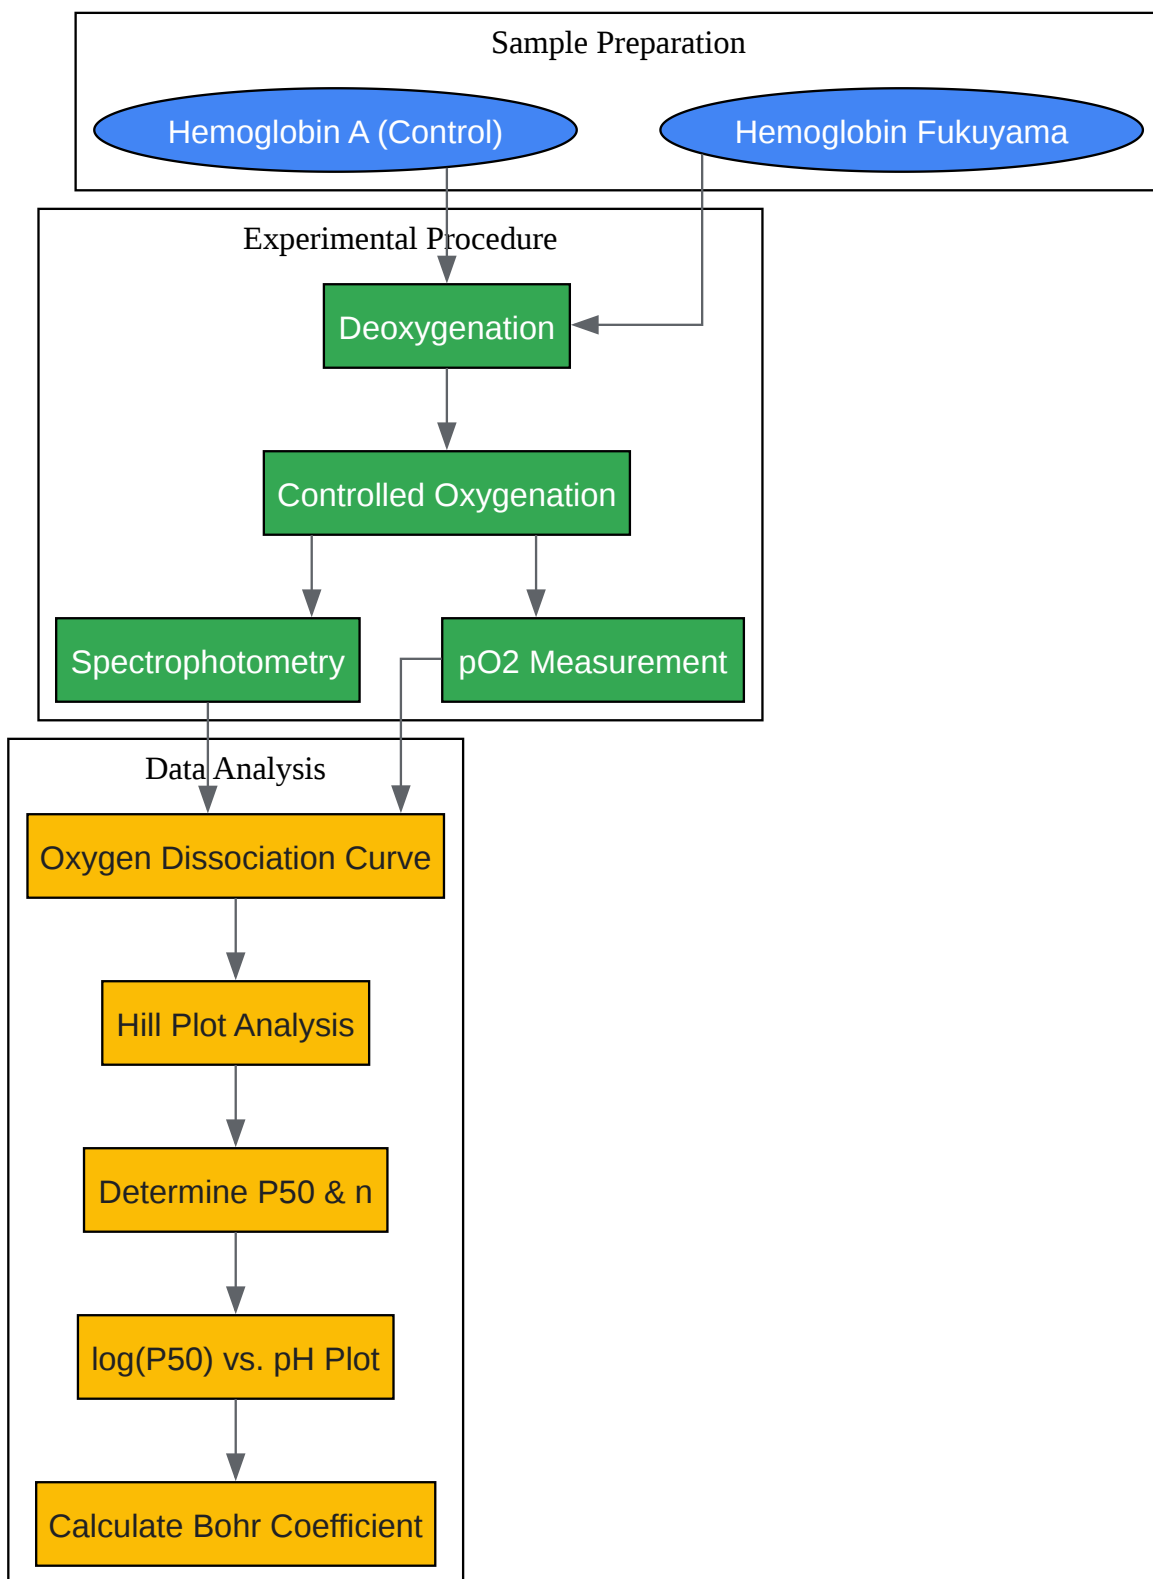 Sample Preparation
Hemoglobin A (Control)
Hemoglobin Fukuyama
Experimental Procedure
Deoxygenation
Controlled Oxygenation
Spectrophotometry
pO2 Measurement
Data Analysis
Oxygen Dissociation Curve
Hill Plot Analysis
Determine P50 & n
log(P50) vs. pH Plot
Calculate Bohr Coefficient